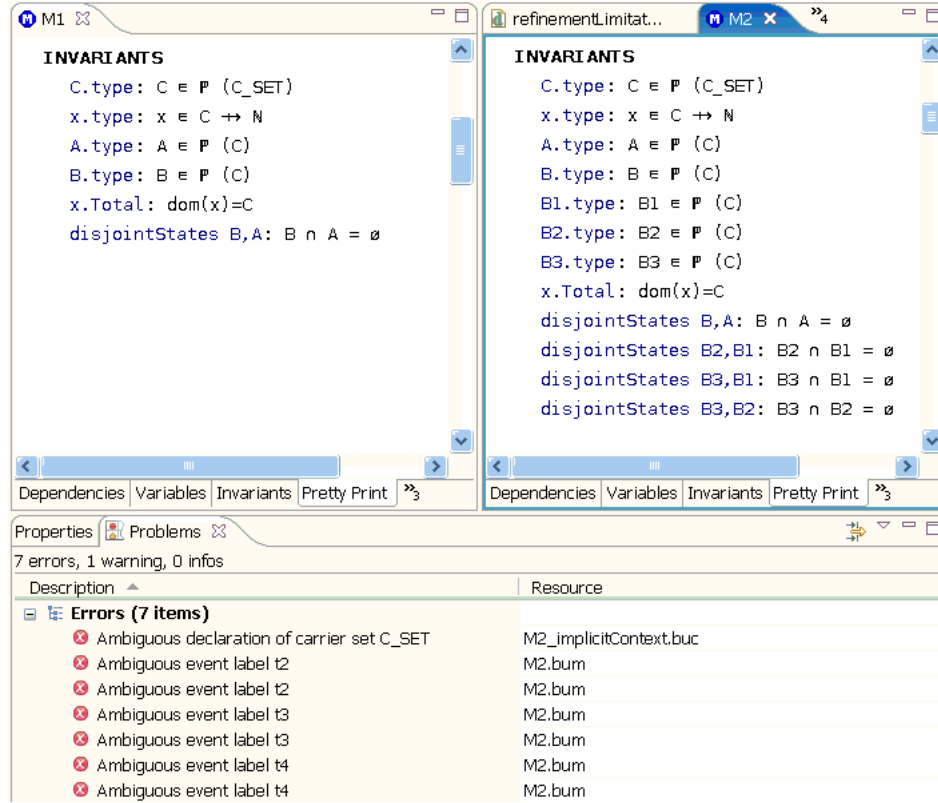 M1
INVARIANTS
C.type: C ∈ ℙ (C_SET)
x.type: x ∈ C ⇸ ℕ
A.type: A ∈ ℙ (C)
B.type: B ∈ ℙ (C)
x.Total: dom(x)=C
disjointStates B,A: B ∩ A = ∅
Dependencies Variables Invariants Pretty Print »3
refinementLimitat... M2 »4
INVARIANTS
C.type: C ∈ ℙ (C_SET)
x.type: x ∈ C ⇸ ℕ
A.type: A ∈ ℙ (C)
B.type: B ∈ ℙ (C)
B1.type: B1 ∈ ℙ (C)
B2.type: B2 ∈ ℙ (C)
B3.type: B3 ∈ ℙ (C)
x.Total: dom(x)=C
disjointStates B,A: B ∩ A = ∅
disjointStates B2,B1: B2 ∩ B1 = ∅
disjointStates B3,B1: B3 ∩ B1 = ∅
disjointStates B3,B2: B3 ∩ B2 = ∅
Dependencies Variables Invariants Pretty Print »3
Properties Problems
7 errors, 1 warning, 0 infos
Description Resource
Errors (7 items)
Ambiguous declaration of carrier set C_SET M2_implicitContext.buc
Ambiguous event label t2 M2.bum
Ambiguous event label t2 M2.bum
Ambiguous event label t3 M2.bum
Ambiguous event label t3 M2.bum
Ambiguous event label t4 M2.bum
Ambiguous event label t4 M2.bum